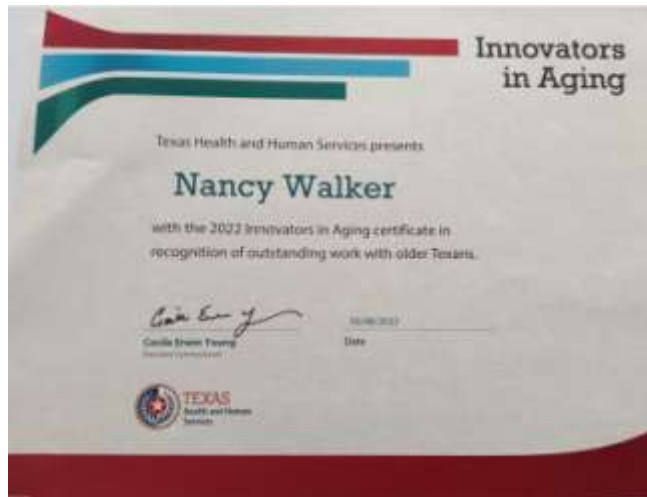 Innovators
in Aging
Texas Health and Human Services presents
Nancy Walker
with the 2022 Innovators in Aging certificate in
recognition of outstanding work with older Texans.
Cecile Erwin Young
Date
TEXAS
Health and Human
Services